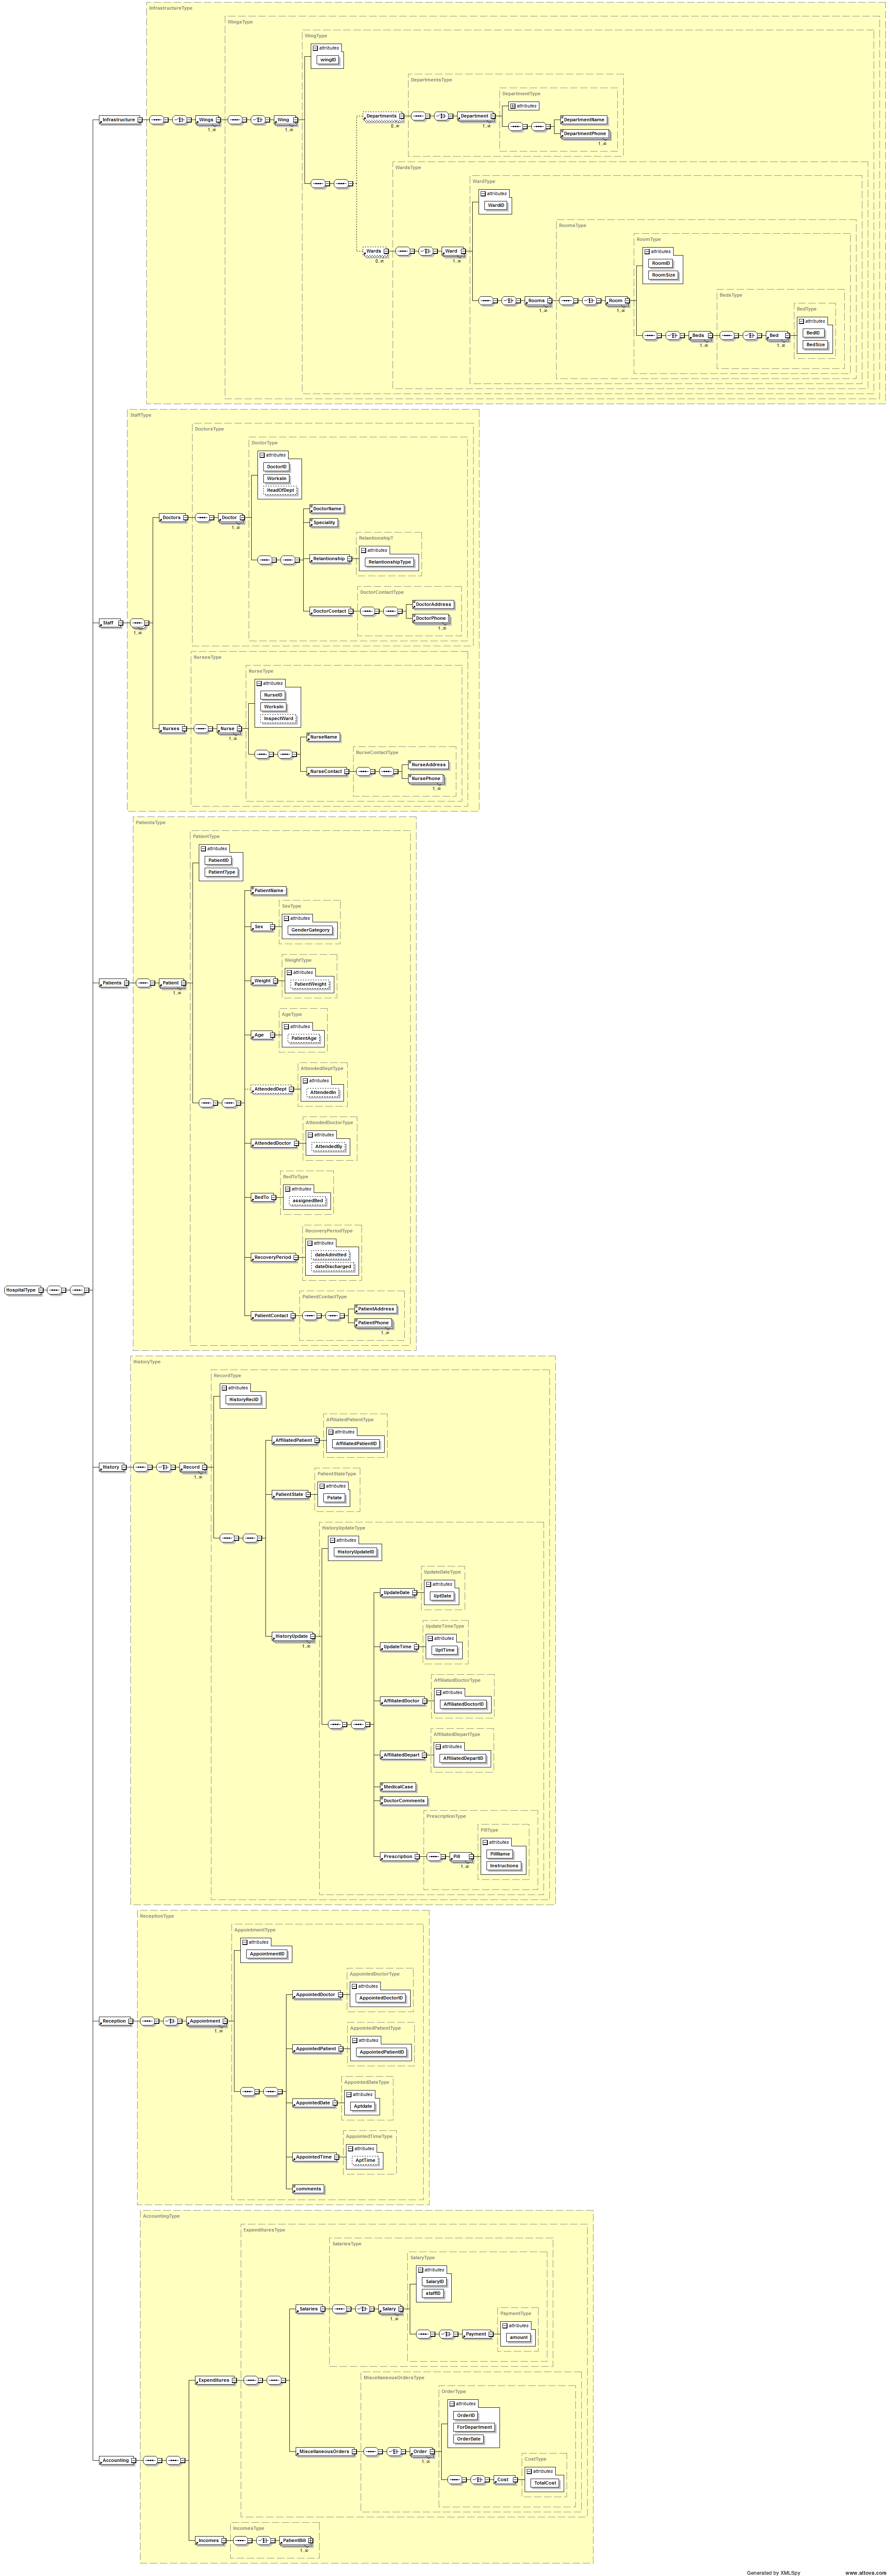 InfrastructureType
WingsType
WingType
attributes
wingID
DepartmentsType
DepartmentType
attributes
Infrastructure
Wings
1..∞
Wing
1..∞
Departments
0..∞
Department
1..∞
DepartmentName
DepartmentPhone
1..∞
WardsType
WardType
attributes
WardID
RoomsType
RoomType
attributes
RoomID
RoomSize
Wards
0..∞
Ward
1..∞
BedsType
BedType
attributes
BedID
BedSize
Rooms
1..∞
Room
1..∞
Beds
1..∞
Bed
1..∞
StaffType
DoctorsType
DoctorType
attributes
DoctorID
WorksIn
HeadOfDept
Doctors
Doctor
1..∞
DoctorName
Speciality
RelantionshipT
attributes
RelantionshipType
Relantionship
DoctorContactType
DoctorContact
DoctorAddress
DoctorPhone
1..∞
Staff
1..∞
NursesType
NurseType
attributes
NurseID
WorksIn
InspectWard
Nurses
Nurse
1..∞
NurseName
NurseContactType
NurseContact
NurseAddress
NursePhone
1..∞
PatientsType
PatientType
attributes
PatientID
PatientType
PatientName
SexType
attributes
GenderGategory
Sex
WeightType
attributes
PatientWeight
Weight
Patients
Patient
1..∞
AgeType
attributes
PatientAge
Age
AttendedDeptType
attributes
AttendedIn
AttendedDept
AttendedDoctorType
attributes
AttendedBy
AttendedDoctor
BedToType
attributes
assignedBed
BedTo
RecoveryPeriodType
attributes
dateAdmitted
dateDischarged
RecoveryPeriod
HospitalType
PatientContactType
PatientContact
PatientAddress
PatientPhone
1..∞
HistoryType
RecordType
attributes
HistoryRecID
AffiliatedPatientType
attributes
AffiliatedPatientID
AffiliatedPatient
History
Record
1..∞
PatientStateType
attributes
Pstate
PatientState
HistoryUpdateType
attributes
HistoryUpdateID
UpdateDateType
attributes
UptDate
UpdateDate
UpdateTimeType
attributes
UptTime
UpdateTime
HistoryUpdate
1..∞
AffiliatedDoctorType
attributes
AffiliatedDoctorID
AffiliatedDoctor
AffiliatedDepartType
attributes
AffiliatedDepartID
AffiliatedDepart
MedicalCase
DoctorComments
PrescriptionType
PillType
attributes
PillName
Instructions
Prescription
Pill
1..∞
ReceptionType
AppointmentType
attributes
AppointmentID
AppointedDoctorType
attributes
AppointedDoctorID
AppointedDoctor
Reception
Appointment
1..∞
AppointedPatientType
attributes
AppointedPatientID
AppointedPatient
AppointedDateType
attributes
Aptdate
AppointedDate
AppointedTimeType
attributes
AptTime
AppointedTime
comments
AccountingType
ExpendituresType
SalariesType
SalaryType
attributes
SalaryID
staffID
Salaries
Salary
1..∞
PaymentType
attributes
amount
Payment
Expenditures
MiscellaneousOrdersType
OrderType
attributes
OrderID
ForDepartment
OrderDate
MiscellaneousOrders
Order
1..∞
CostType
attributes
TotalCost
Cost
Accounting
IncomesType
Incomes
PatientBill
1..∞
Generated by XMLSpy
www.altova.com